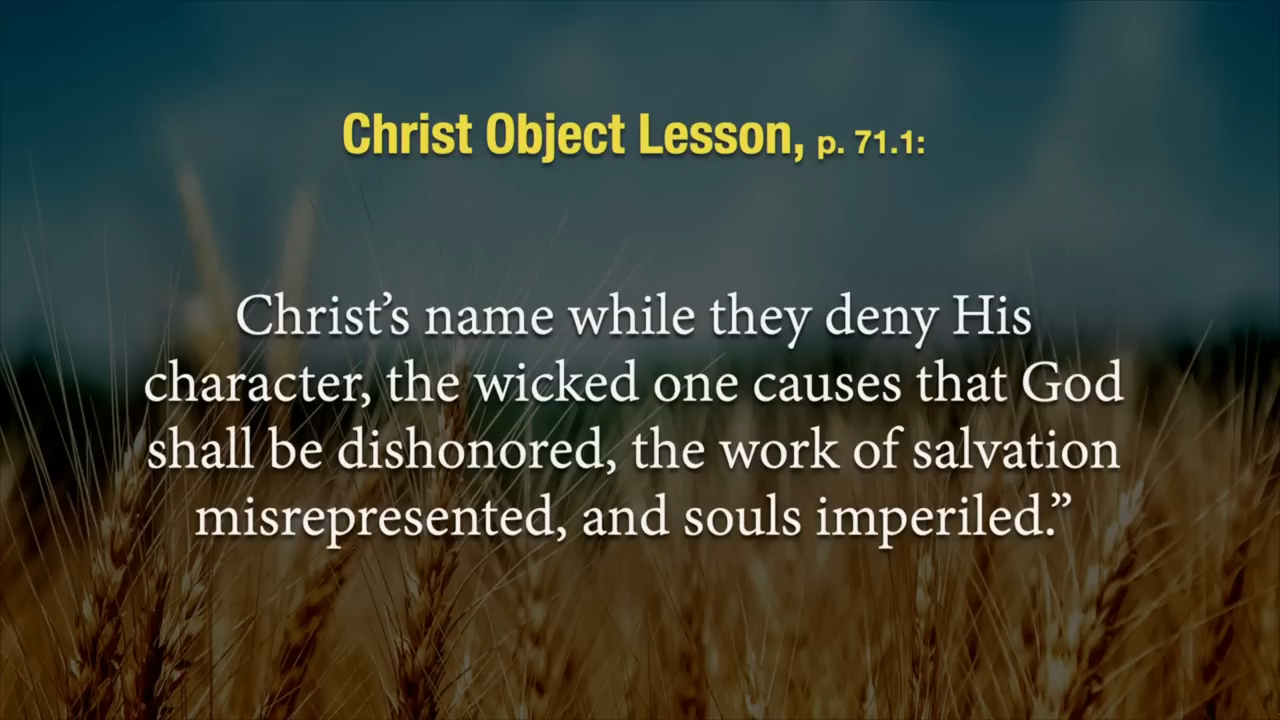 Christ Object Lesson, p. 71.1:
Christ’s name while they deny His
character, the wicked one causes that God
shall be dishonored, the work of salvation
misrepresented, and souls imperiled.”